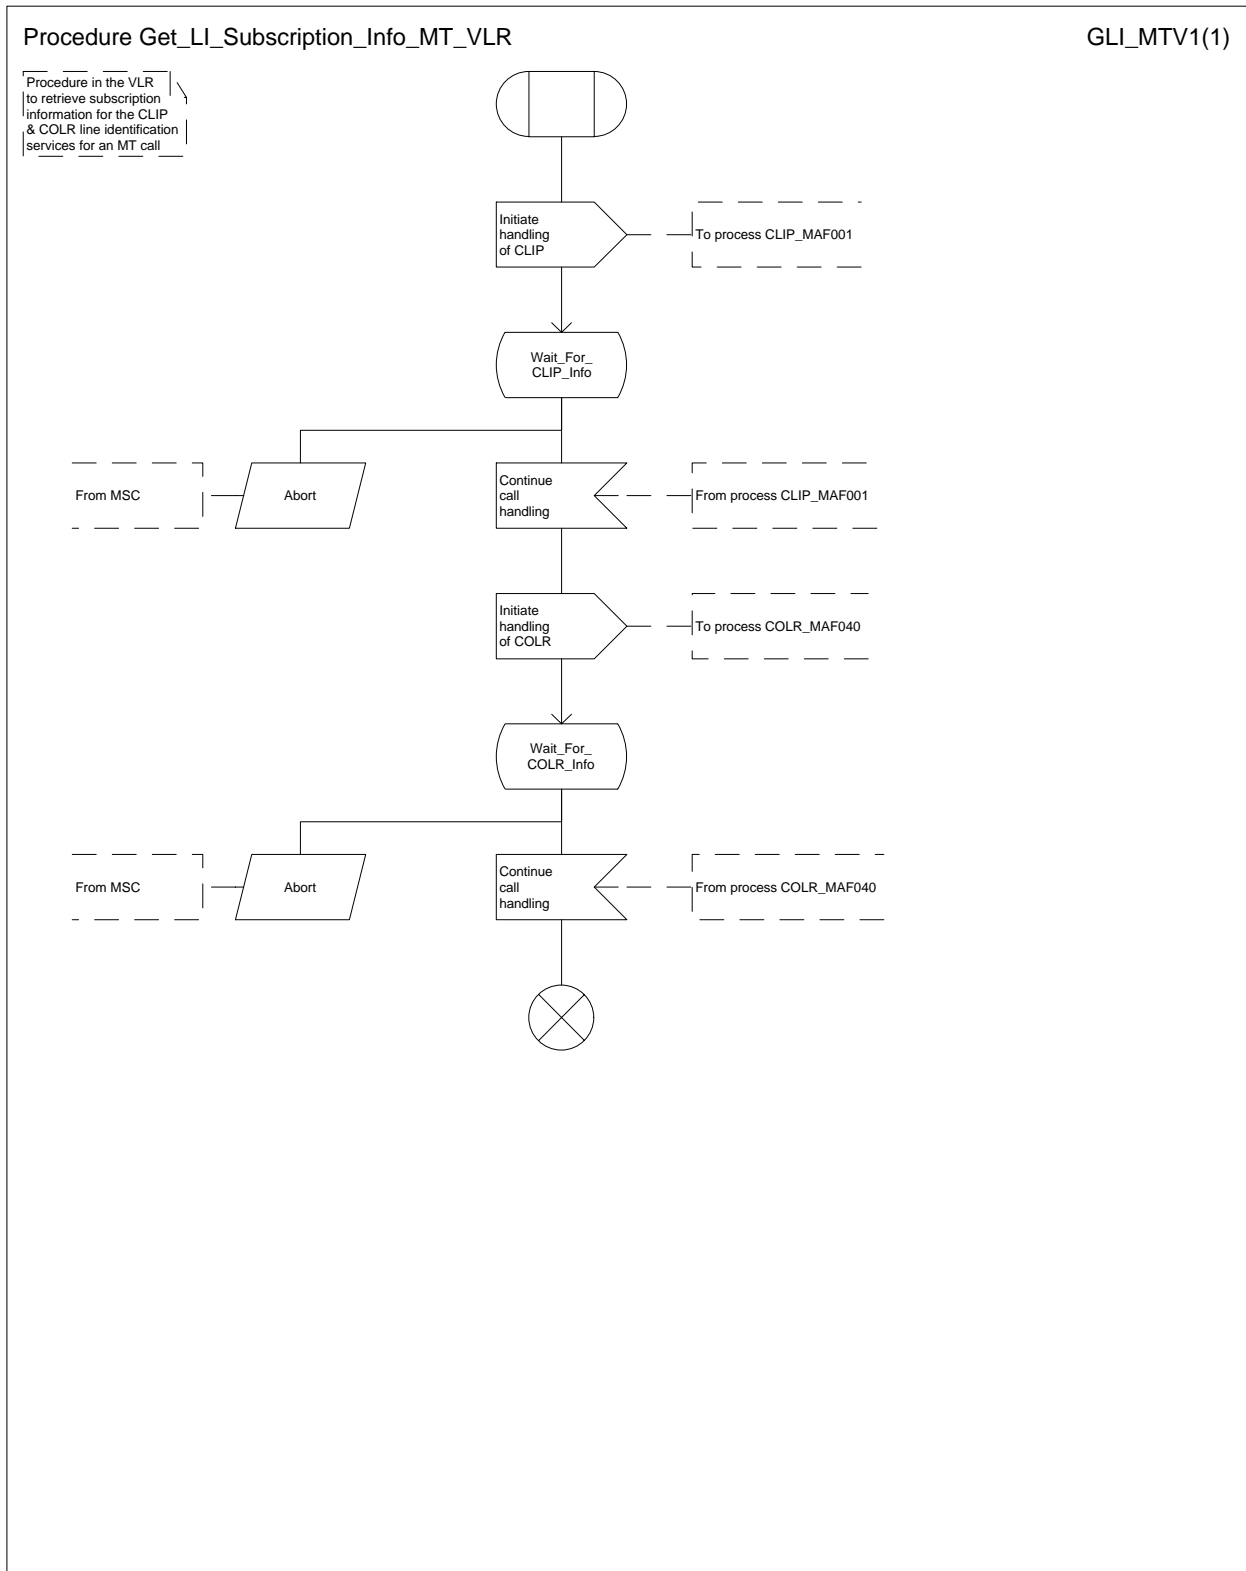 Procedure Get_LI_Subscription_Info_MT_VLR
GLI_MTV1(1)
Procedure in the VLR
to retrieve subscription
information for the CLIP
& COLR line identification
services for an MT call
Initiate
handling
of CLIP
To process CLIP_MAF001
Wait_For_
CLIP_Info
From MSC
Abort
Continue
call
handling
From process CLIP_MAF001
Initiate
handling
of COLR
To process COLR_MAF040
Wait_For_
COLR_Info
From MSC
Abort
Continue
call
handling
From process COLR_MAF040